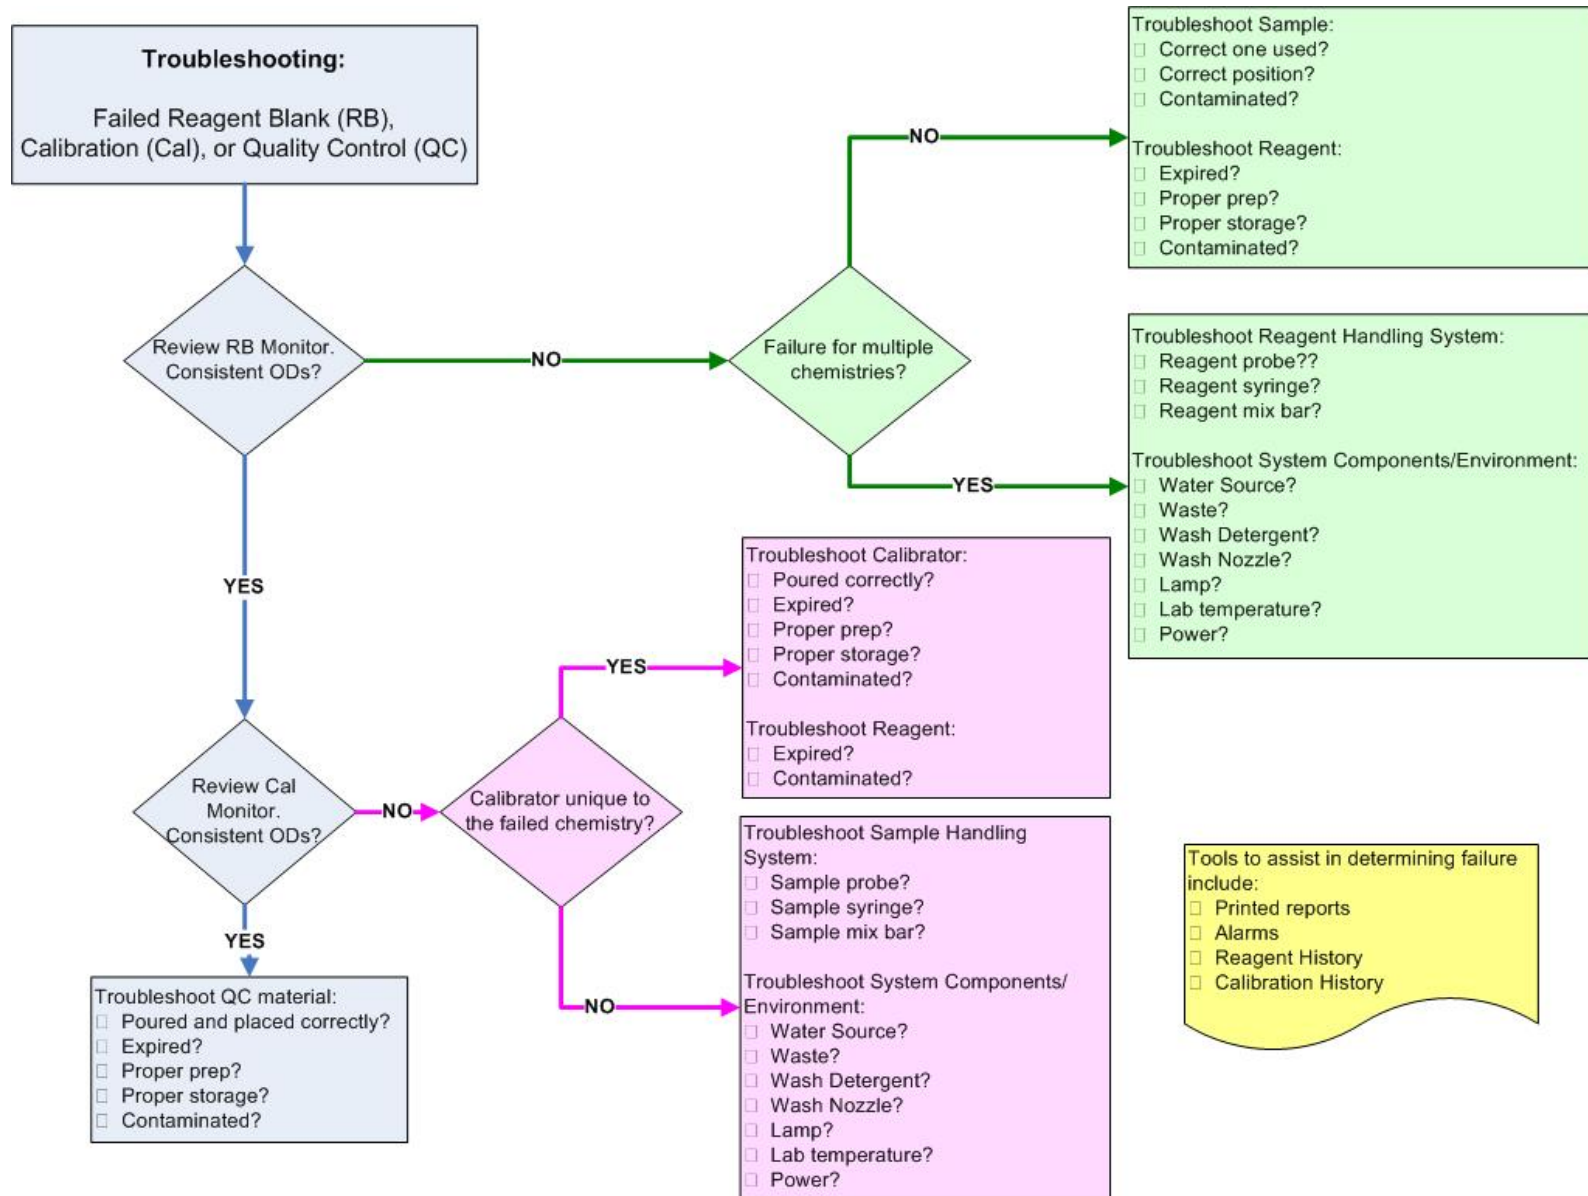 Troubleshooting:
Failed Reagent Blank (RB),
Calibration (Cal), or Quality Control (QC)
Review RB Monitor.
Consistent ODs?
NO
Failure for multiple
chemistries?
NO
Troubleshoot Sample:
Correct one used?
Correct position?
Contaminated?
Troubleshoot Reagent:
Expired?
Proper prep?
Proper storage?
Contaminated?
YES
Troubleshoot Reagent Handling System:
Reagent probe??
Reagent syringe?
Reagent mix bar?
Troubleshoot System Components/Environment:
Water Source?
Waste?
Wash Detergent?
Wash Nozzle?
Lamp?
Lab temperature?
Power?
YES
Review Cal
Monitor.
Consistent ODs?
NO
Calibrator unique to
the failed chemistry?
YES
Troubleshoot Calibrator:
Poured correctly?
Expired?
Proper prep?
Proper storage?
Contaminated?
Troubleshoot Reagent:
Expired?
Contaminated?
NO
Troubleshoot Sample Handling
System:
Sample probe?
Sample syringe?
Sample mix bar?
Troubleshoot System Components/
Environment:
Water Source?
Waste?
Wash Detergent?
Wash Nozzle?
Lamp?
Lab temperature?
Power?
YES
Troubleshoot QC material:
Poured and placed correctly?
Expired?
Proper prep?
Proper storage?
Contaminated?
Tools to assist in determining failure
include:
Printed reports
Alarms
Reagent History
Calibration History